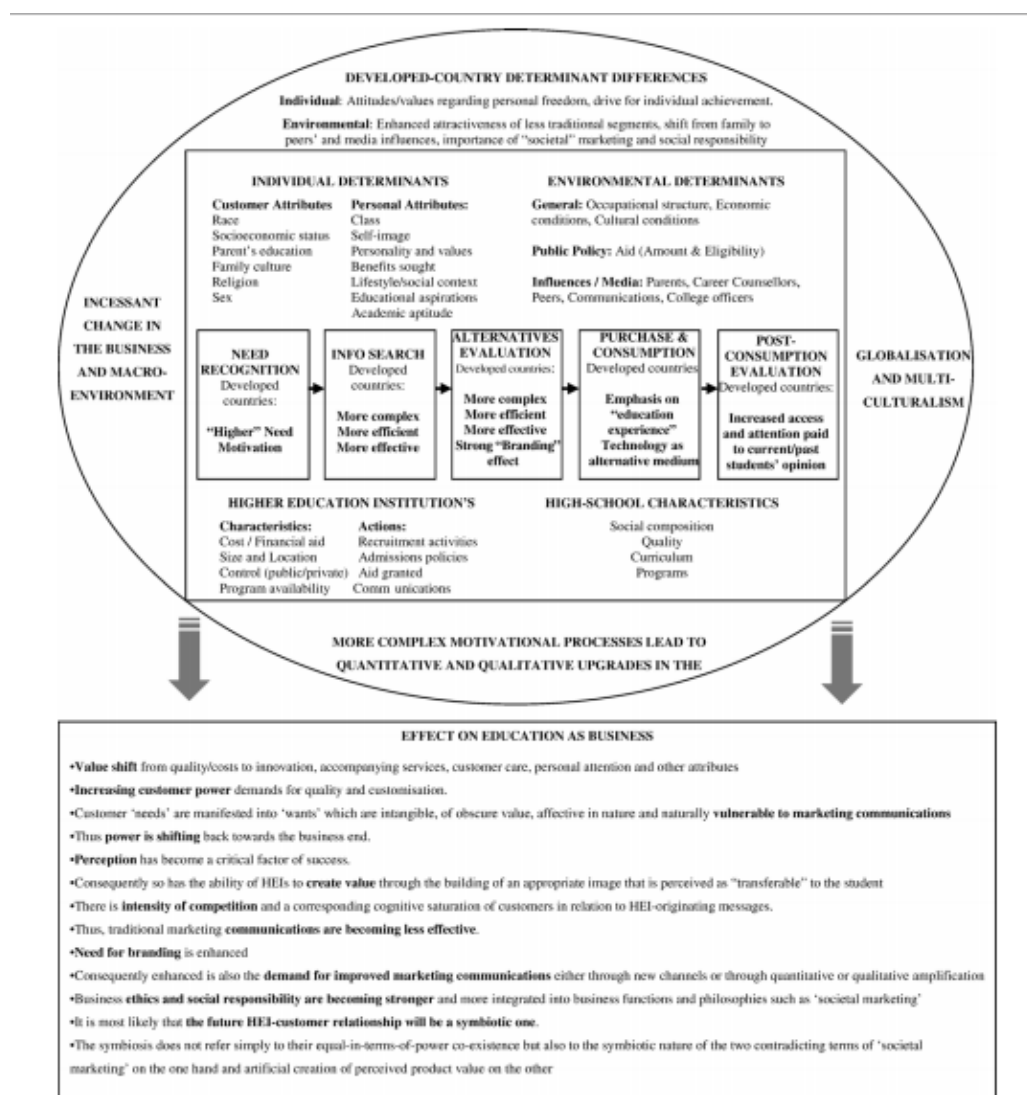 DEVELOPED-COUNTRY DETERMINANT DIFFERENCES
Individual: Attitudes/values regarding personal freedom, drive for individual achievement.
Environmental: Enhanced attractiveness of less traditional segments, shift from family to
peers' and media influences, importance of "societal" marketing and social responsibility
INDIVIDUAL DETERMINANTS
Customer Attributes
Race
Socioeconomic status
Parent's education
Family culture
Religion
Sex
Personal Attributes:
Class
Self-image
Personality and values
Benefits sought
Lifestyle/social context
Educational aspirations
Academic aptitude
ENVIRONMENTAL DETERMINANTS
General: Occupational structure, Economic
conditions, Cultural conditions
Public Policy: Aid (Amount & Eligibility)
Influences / Media: Parents, Career Counsellors,
Peers, Communications, College officers
INCESSANT
CHANGE IN
THE BUSINESS
AND MACRO-
ENVIRONMENT
NEED
RECOGNITION
Developed
countries:
"Higher" Need
Motivation
INFO SEARCH
Developed
countries:
More complex
More efficient
More effective
ALTERNATIVES
EVALUATION
Developed countries:
More complex
More efficient
More effective
Strong "Branding"
effect
PURCHASE &
CONSUMPTION
Developed countries
Emphasis on
"education
experience"
Technology as
alternative medium
POST-
CONSUMPTION
EVALUATION
Developed countries:
Increased access
and attention paid
to current/past
students' opinion
GLOBALISATION
AND MULTI-
CULTURALISM
HIGHER EDUCATION INSTITUTION'S
Characteristics:
Cost / Financial aid
Size and Location
Control (public/private)
Program availability
Actions:
Recruitment activities
Admissions policies
Aid granted
Comm unications
HIGH-SCHOOL CHARACTERISTICS
Social composition
Quality
Curriculum
Programs
MORE COMPLEX MOTIVATIONAL PROCESSES LEAD TO
QUANTITATIVE AND QUALITATIVE UPGRADES IN THE
EFFECT ON EDUCATION AS BUSINESS
•Value shift from quality/costs to innovation, accompanying services, customer care, personal attention and other attributes
•Increasing customer power demands for quality and customisation.
•Customer 'needs' are manifested into 'wants' which are intangible, of obscure value, affective in nature and naturally vulnerable to marketing communications
•Thus power is shifting back towards the business end.
•Perception has become a critical factor of success.
•Consequently so has the ability of HEIs to create value through the building of an appropriate image that is perceived as "transferable" to the student
•There is intensity of competition and a corresponding cognitive saturation of customers in relation to HEI-originating messages.
•Thus, traditional marketing communications are becoming less effective.
•Need for branding is enhanced
•Consequently enhanced is also the demand for improved marketing communications either through new channels or through quantitative or qualitative amplification
•Business ethics and social responsibility are becoming stronger and more integrated into business functions and philosophies such as 'societal marketing'
•It is most likely that the future HEI-customer relationship will be a symbiotic one.
•The symbiosis does not refer simply to their equal-in-terms-of-power co-existence but also to the symbiotic nature of the two contradicting terms of 'societal
marketing' on the one hand and artificial creation of perceived product value on the other